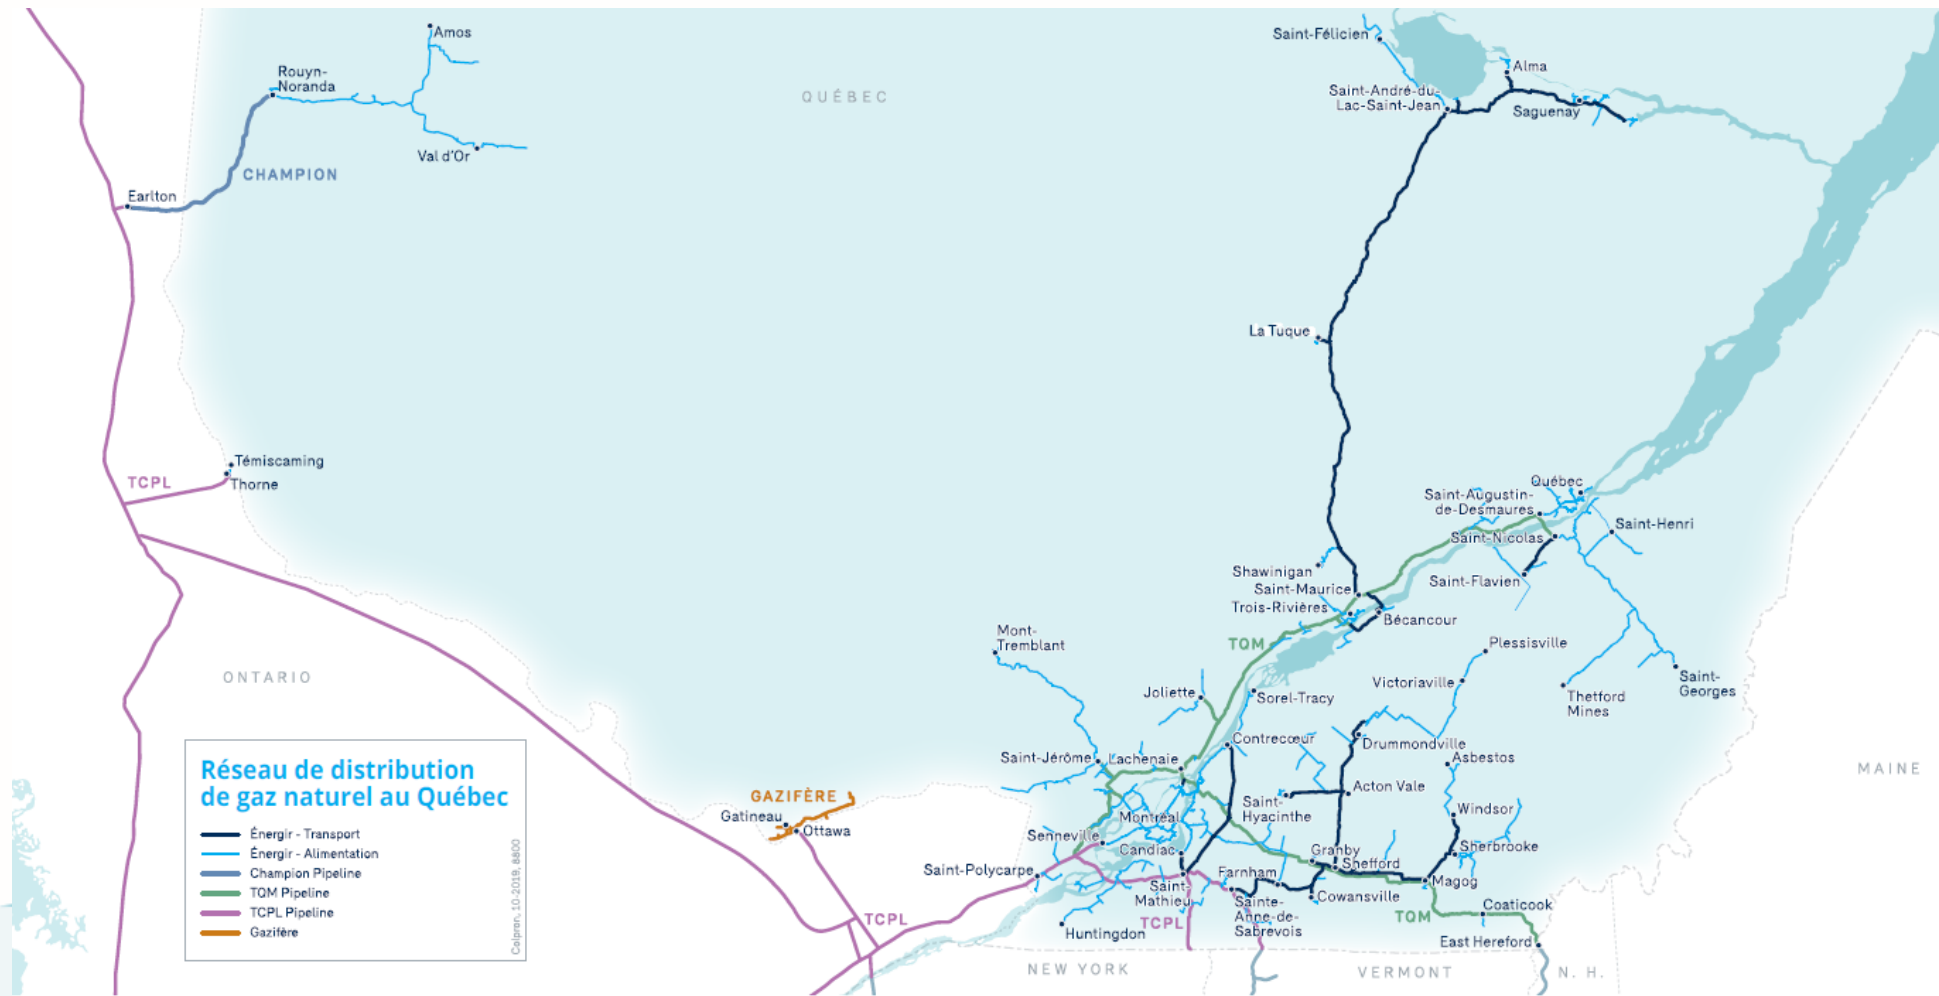 Amos
Rouyn-
Noranda
Val d'Or
CHAMPION
Earlton
QUÉBEC
Saint-Félicien
Alma
Saint-André-du-
Lac-Saint-Jean
Saguenay
La Tuque
Témiscaming
TCPL
Thorne
Québec
Saint-Augustin-
de-Desmaures
Saint-Henri
Saint-Nicolas
Shawinigan
Saint-Flavien
Saint-Maurice
Trois-Rivières
Bécancour
Mont-
Tremblant
TQM
Plessisville
ONTARIO
Joliette
Victoriaville
Saint-
Georges
Sorel-Tracy
Thetford
Mines
Contrecœur
Drummondville
Saint-Jérôme
Lachenaie
Asbestos
MAINE
Réseau de distribution
de gaz naturel au Québec
Énergir - Transport
Énergir - Alimentation
Champion Pipeline
TQM Pipeline
TCPL Pipeline
Gazifère
Colpron, 10-2019, 8800
GAZIFÈRE
Gatineau
Ottawa
Acton Vale
Saint-
Hyacinthe
Windsor
Montréal
Senneville
Candiac
Granby
Shefford
Sherbrooke
Saint-Polycarpe
Farnham
Magog
Saint-
Mathieu
Cowansville
Sainte-
Anne-de-
Sabrevois
TCPL
TCPL
TQM
Coaticook
Huntingdon
East Hereford
NEW YORK
VERMONT
N. H.